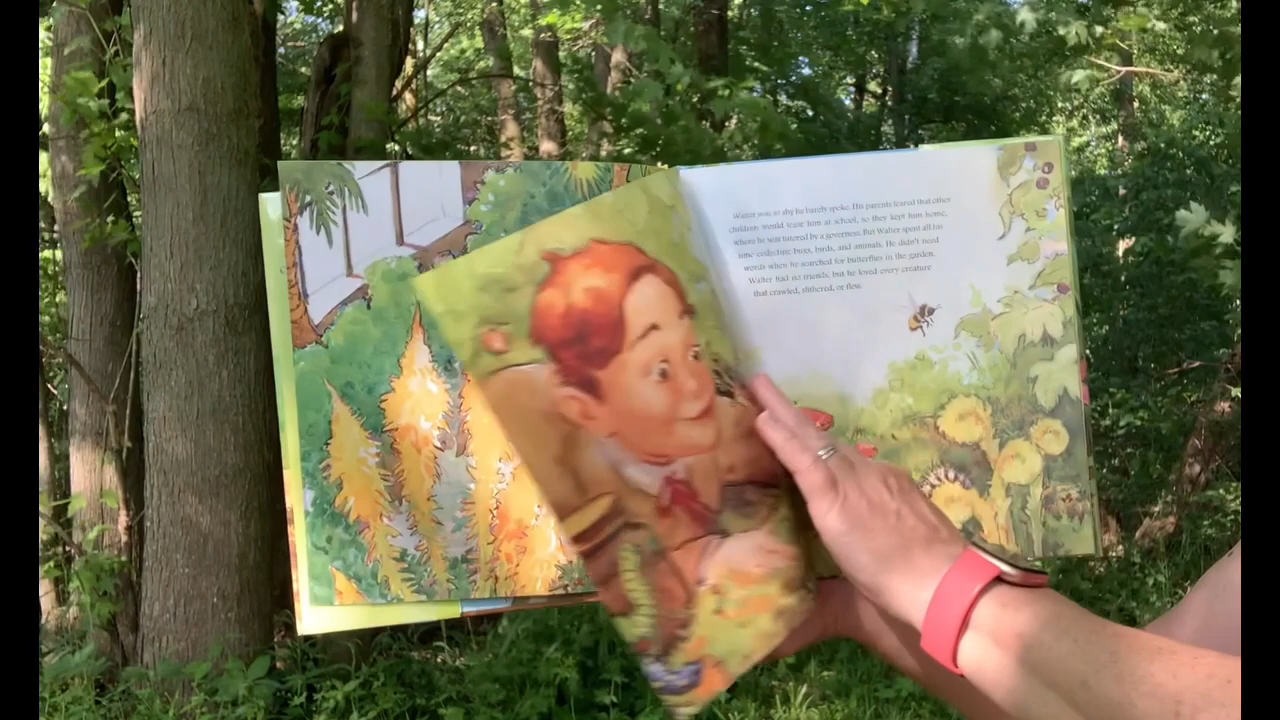 Walter was so shy he barely spoke. His parents feared that other
children would tease him at school, so they kept him home,
where he was tutored by a governess. But Walter spent all his
time collecting bugs, birds, and animals. He didn't need
words when he searched for butterflies in the garden.
Walter had no friends, but he loved every creature
that crawled, slithered, or flew.